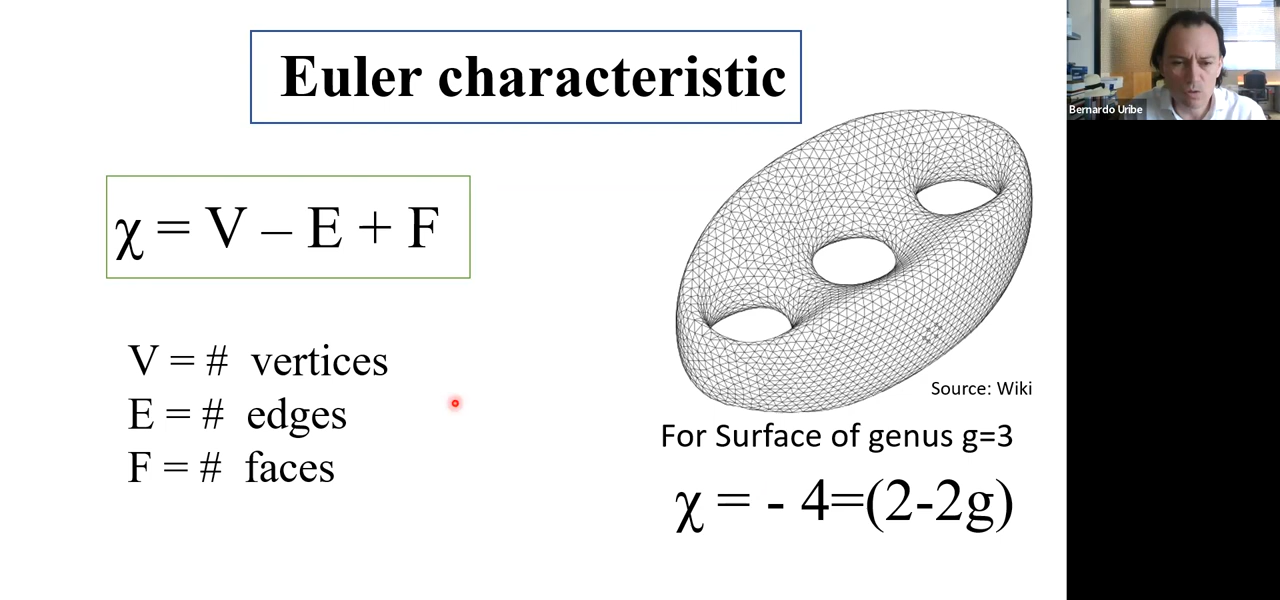 Euler characteristic
χ = V – E + F
V = # vertices
E = # edges
F = # faces
Source: Wiki
For Surface of genus g=3
χ = - 4=(2-2g)
Bernardo Uribe